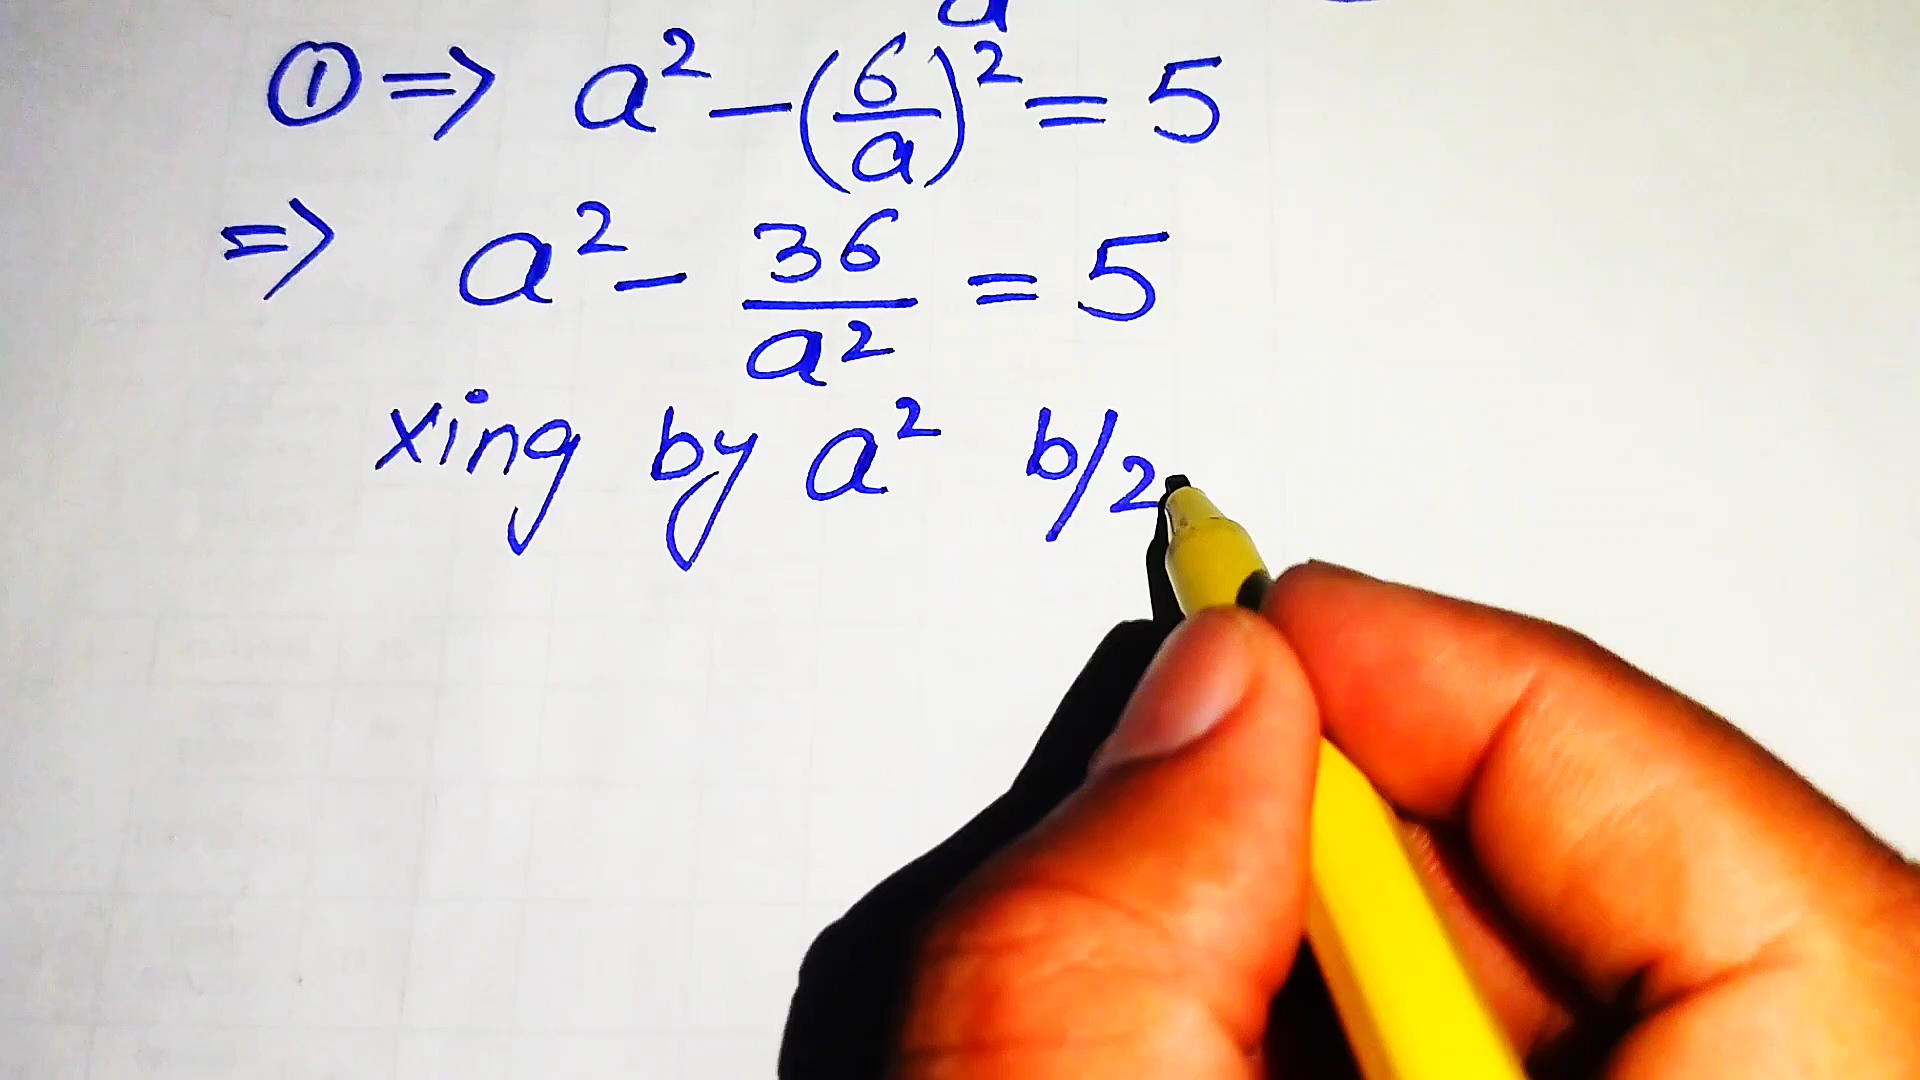 a
① => a² - (6/a)² = 5
=> a² - 36/a² = 5
xing by a² b/2